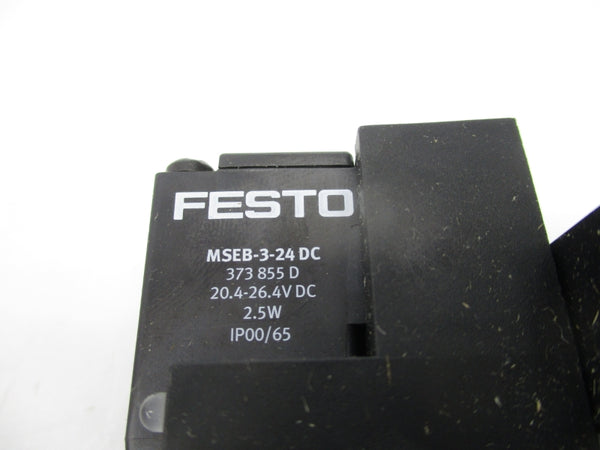 FESTO
MSEB-3-24 DC
373 855 D
20.4-26.4V DC
2.5W
IP00/65